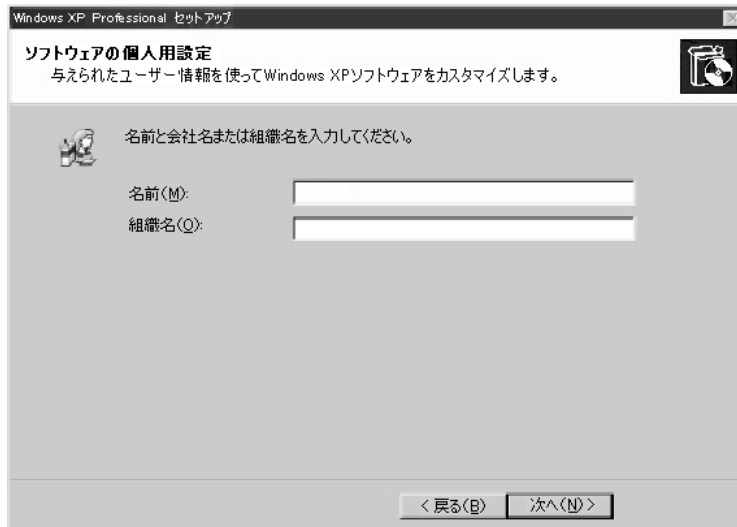 Windows XP Professional セットアップ
ソフトウェアの個人用設定
与えられたユーザー情報を使ってWindows XPソフトウェアをカスタマイズします。
名前と会社名または組織名を入力してください。
名前(M):
組織名(O):
< 戻る(B)
次へ(N) >